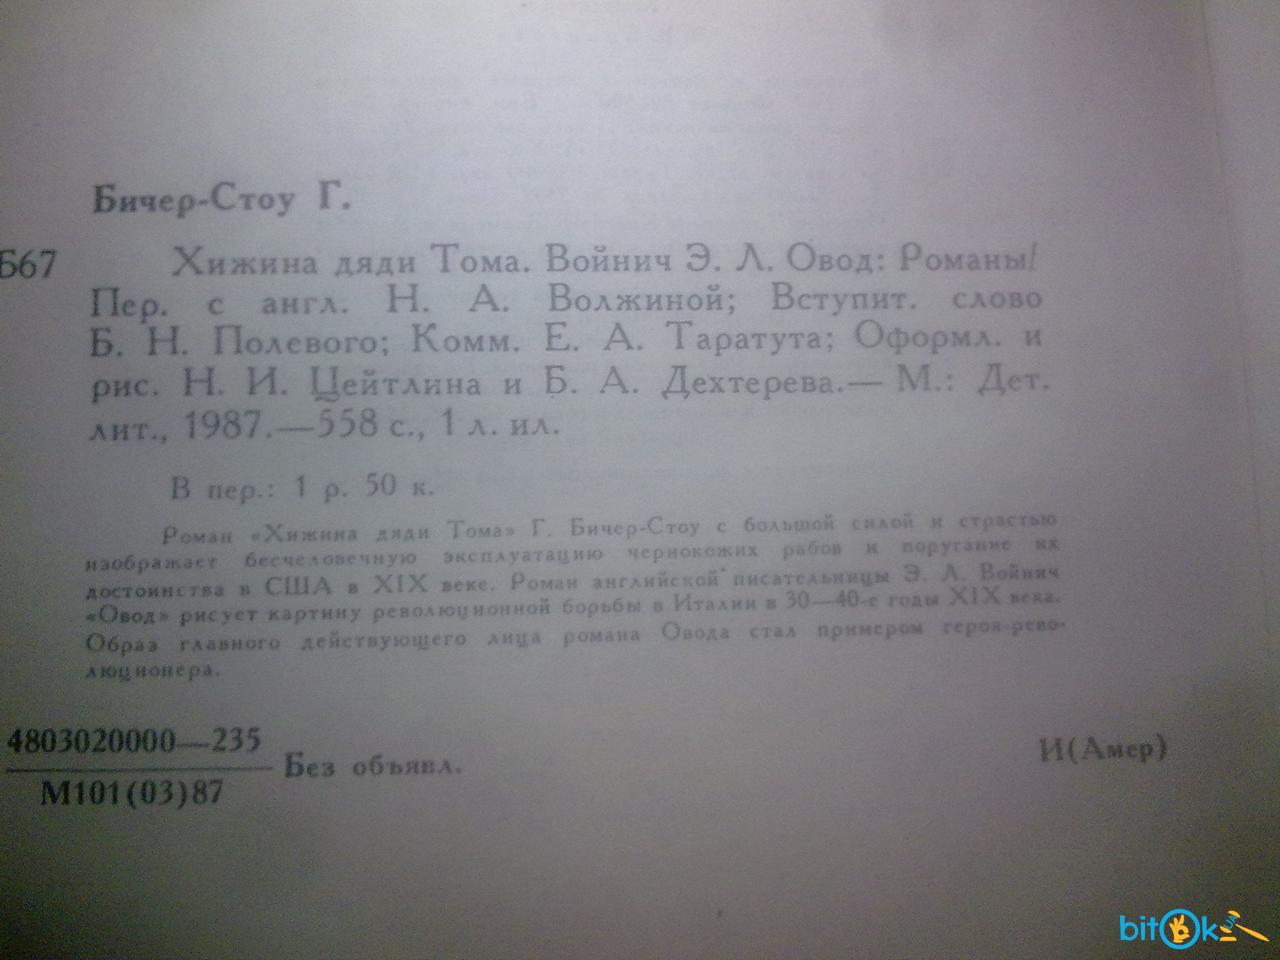 Бичер-Стоу Г.
Б67 Хижина дяди Тома. Войнич Э. Л. Овод: Романы/
Пер. с англ. Н. А. Волжиной; Вступит. слово
Б. Н. Полевого; Комм. Е. А. Таратута; Оформл. и
рис. Н. И. Цейтлина и Б. А. Дехтерева.— М.: Дет.
лит., 1987.—558 с., 1 л. ил.
В пер.: 1 р. 50 к.
Роман «Хижина дяди Тома» Г. Бичер-Стоу с большой силой и страстью
изображает бесчеловечную эксплуатацию чернокожих рабов и поругание их
достоинства в США в XIX веке. Роман английской писательницы Э. Л. Войнич
«Овод» рисует картину революционной борьбы в Италии в 30—40-е годы XIX века.
Образ главного действующего лица романа Овода стал примером героя-рево-
люционера.
4803020000—235
М101(03)87
Без объявл.
И(Амер)
bitOk.UA